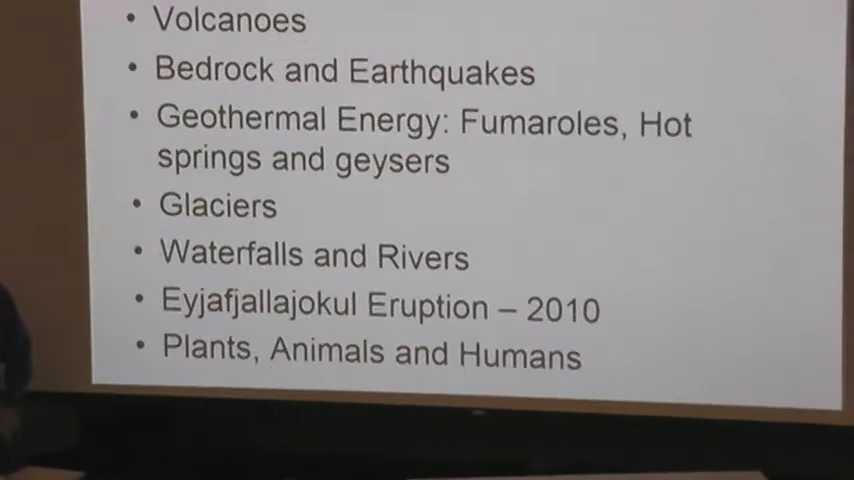 • Volcanoes
• Bedrock and Earthquakes
• Geothermal Energy: Fumaroles, Hot
springs and geysers
• Glaciers
• Waterfalls and Rivers
• Eyjafjallajokul Eruption – 2010
• Plants, Animals and Humans